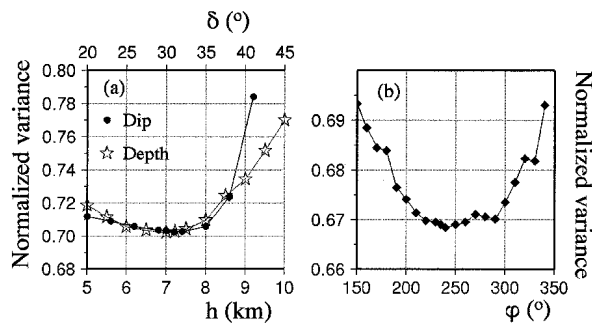 δ (°)
20 25 30 35 40 45
Normalized variance
0.80
0.78
0.76
0.74
0.72
0.70
0.68
(a)
Dip
Depth
5 6 7 8 9 10
h (km)
(b)
0.69
0.68
0.67
0.66
150 200 250 300 350
φ (°)
Normalized variance